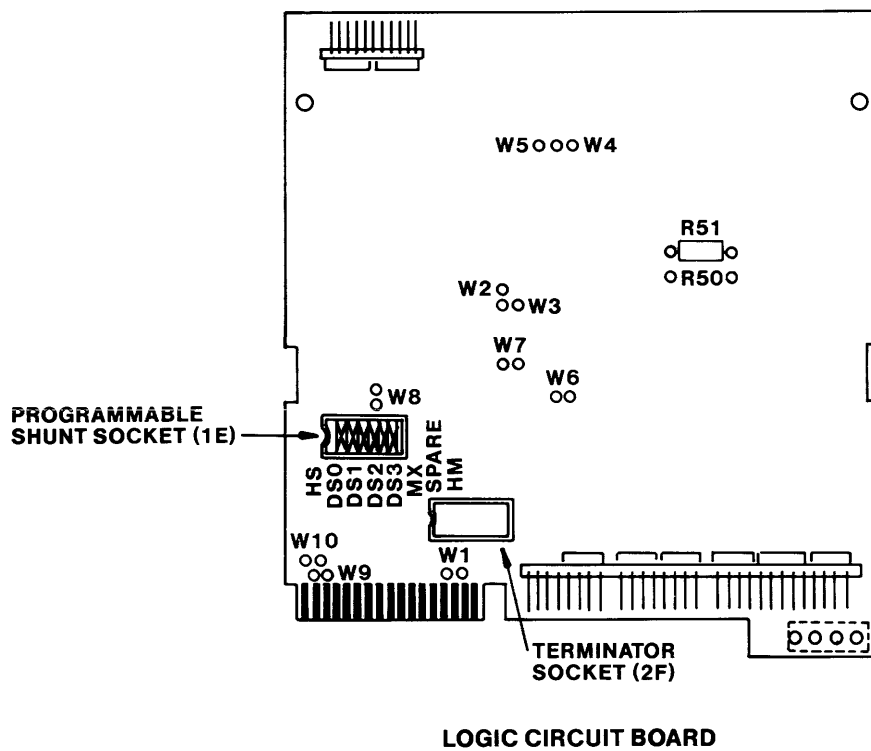 W5 W4
R51
R50
W2
W3
W7
W6
W8
PROGRAMMABLE
SHUNT SOCKET (1E)
HS
DS0
DS1
DS2
DS3
MX
SPARE
HM
W10
W9
W1
TERMINATOR
SOCKET (2F)
LOGIC CIRCUIT BOARD